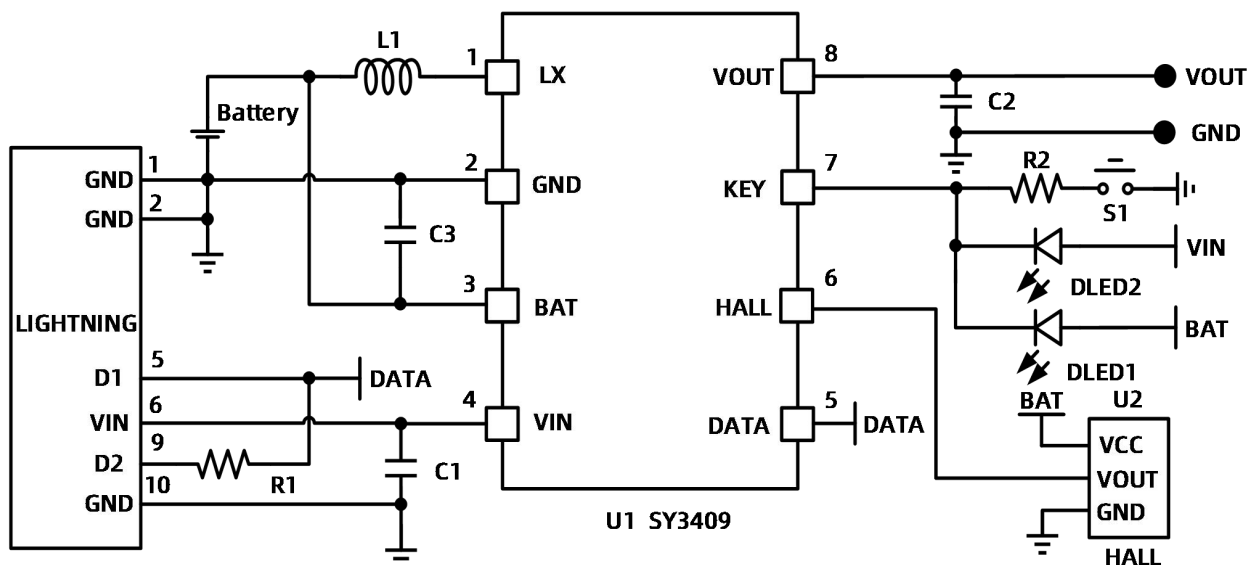 L1
Battery
LIGHTNING
GND
1
GND
2
D1
5
VIN
6
D2
9
GND
10
R1
DATA
C3
C1
1
LX
2
GND
3
BAT
4
VIN
VOUT
8
KEY
7
HALL
6
DATA
5
DATA
U1 SY3409
C2
VOUT
GND
R2
S1
VIN
DLED2
BAT
DLED1
BAT
U2
VCC
VOUT
GND
HALL